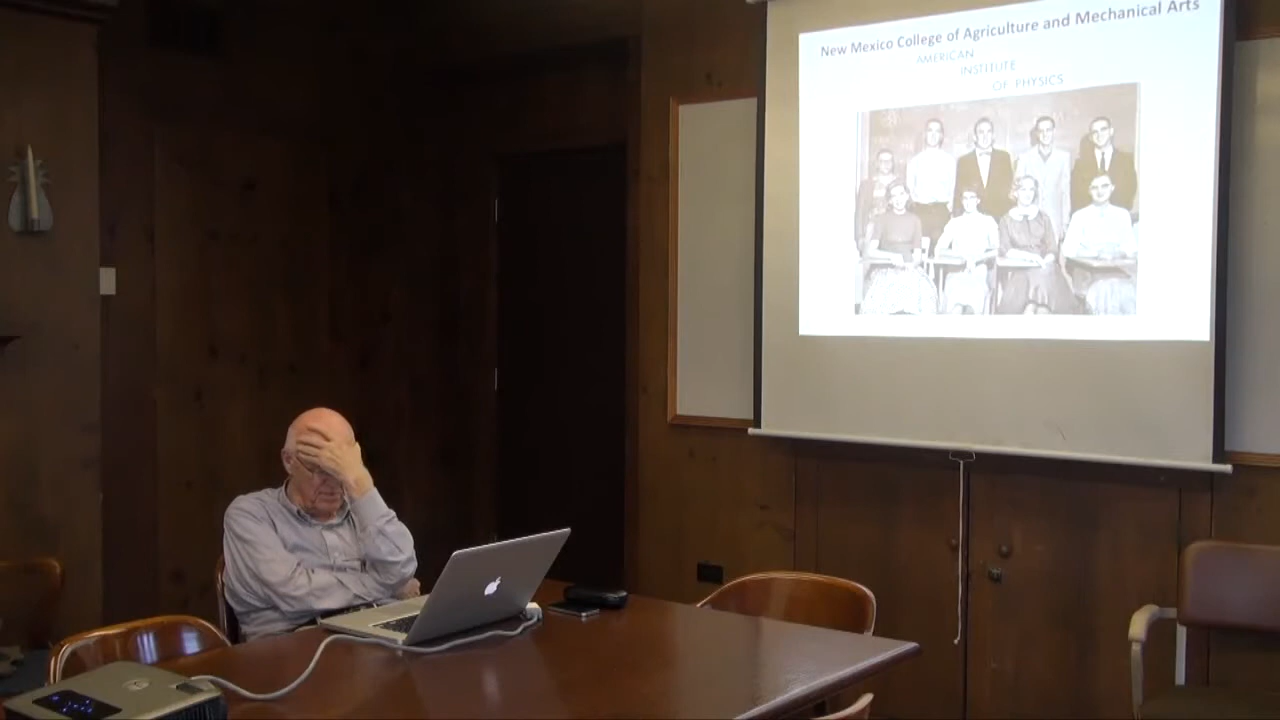 New Mexico College of Agriculture and Mechanical Arts
AMERICAN
INSTITUTE
OF PHYSICS